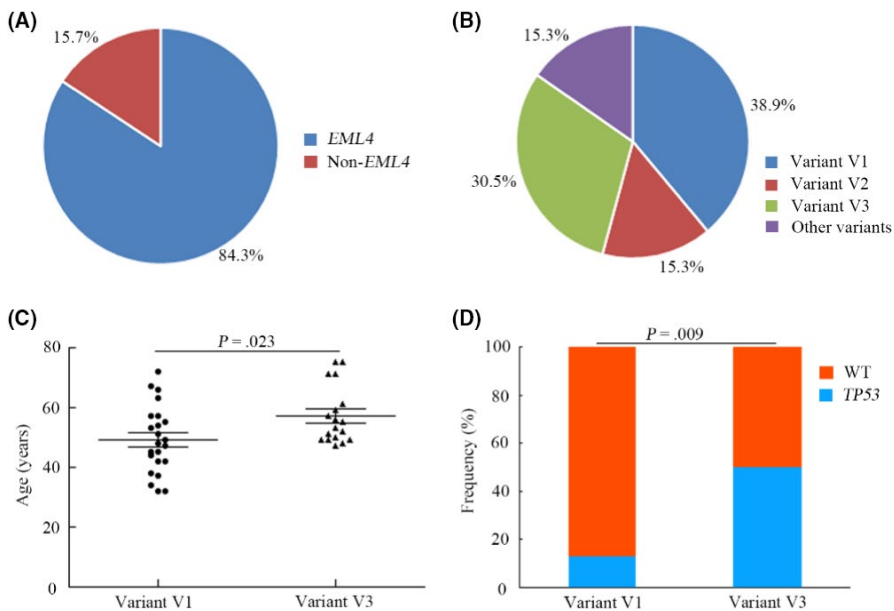 (A)
15.7%
84.3%
EML4
Non-EML4
(B)
15.3%
38.9%
30.5%
15.3%
Variant V1
Variant V2
Variant V3
Other variants
(C)
P = .023
Age (years)
80
60
40
20
0
Variant V1
Variant V3
(D)
P = .009
Frequency (%)
100
80
60
40
20
0
Variant V1
Variant V3
WT
TP53